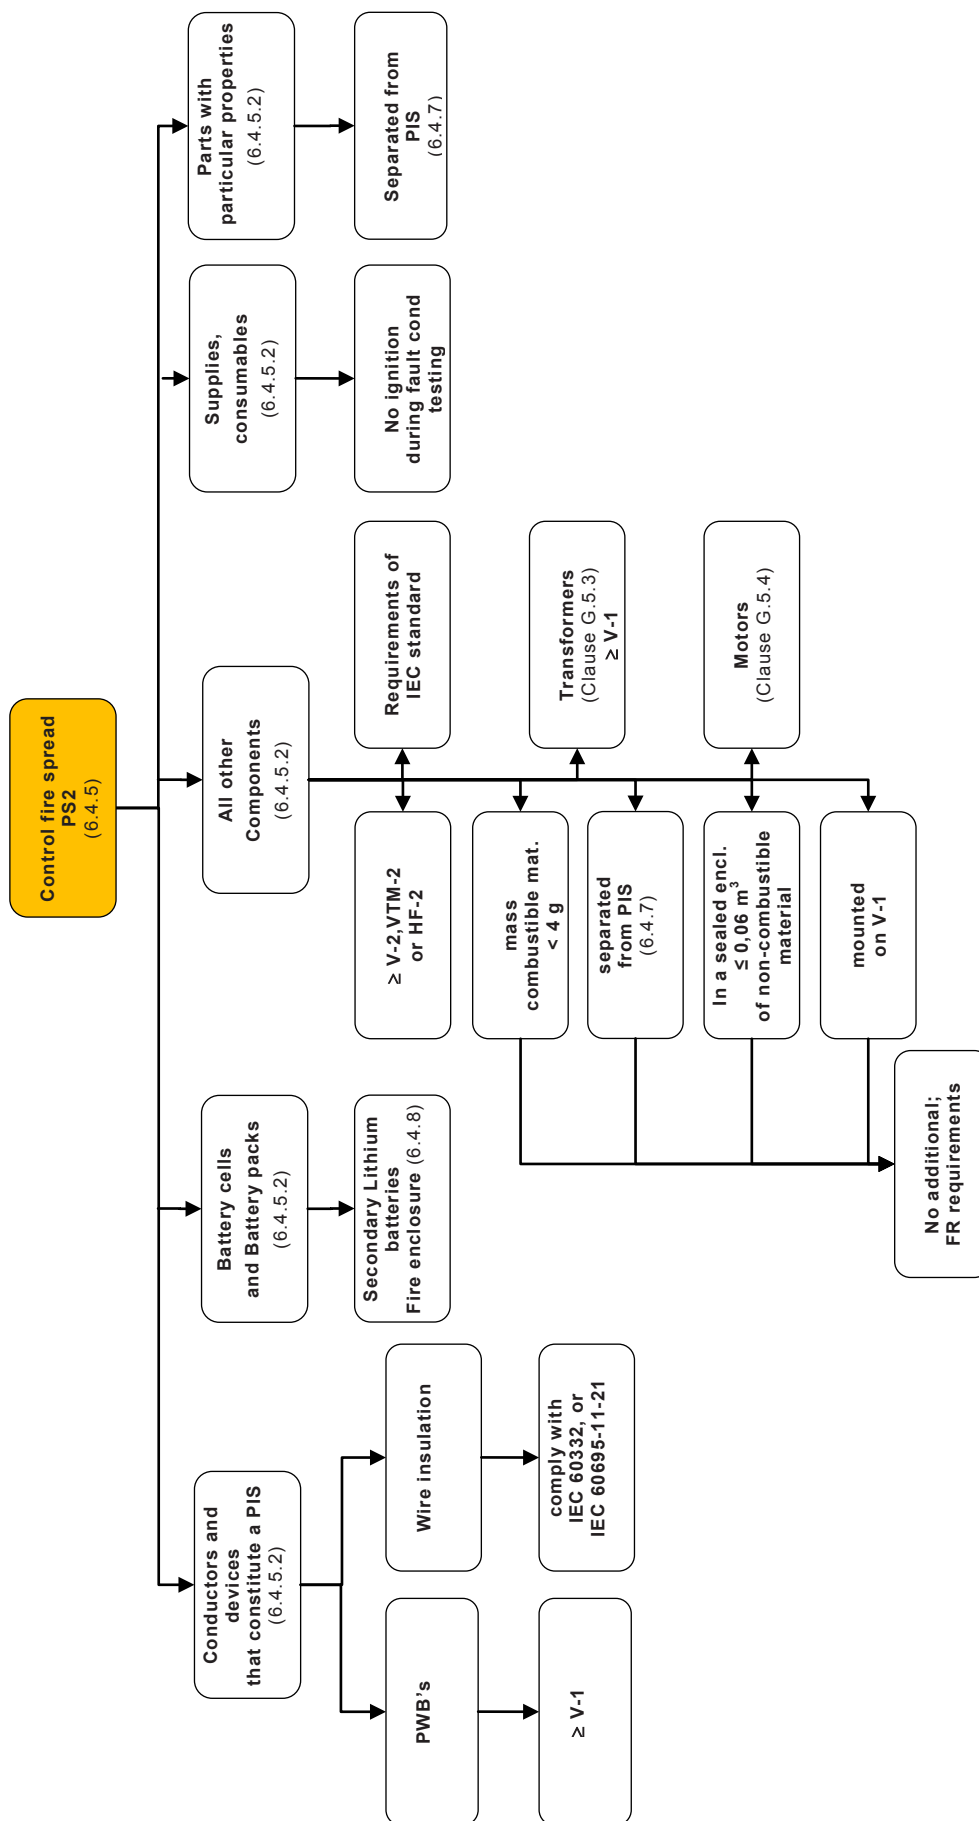 Control fire spread
PS2
(6.4.5)
Conductors and
devices
that constitute a PIS
(6.4.5.2)
Battery cells
and Battery packs
(6.4.5.2)
All other
Components
(6.4.5.2)
Supplies,
consumables
(6.4.5.2)
Parts with
particular properties
(6.4.5.2)
PWB's
Wire insulation
Secondary Lithium
batteries
Fire enclosure (6.4.8)
≥ V-2,VTM-2
or HF-2
Requirements of
IEC standard
No ignition
during fault cond
testing
Separated from
PIS
(6.4.7)
≥ V-1
comply with
IEC 60332, or
IEC 60695-11-21
mass
combustible mat.
< 4 g
Transformers
(Clause G.5.3)
≥ V-1
separated
from PIS
(6.4.7)
In a sealed encl.
≤ 0,06 m³
of non-combustible
material
Motors
(Clause G.5.4)
mounted
on V-1
No additional;
FR requirements